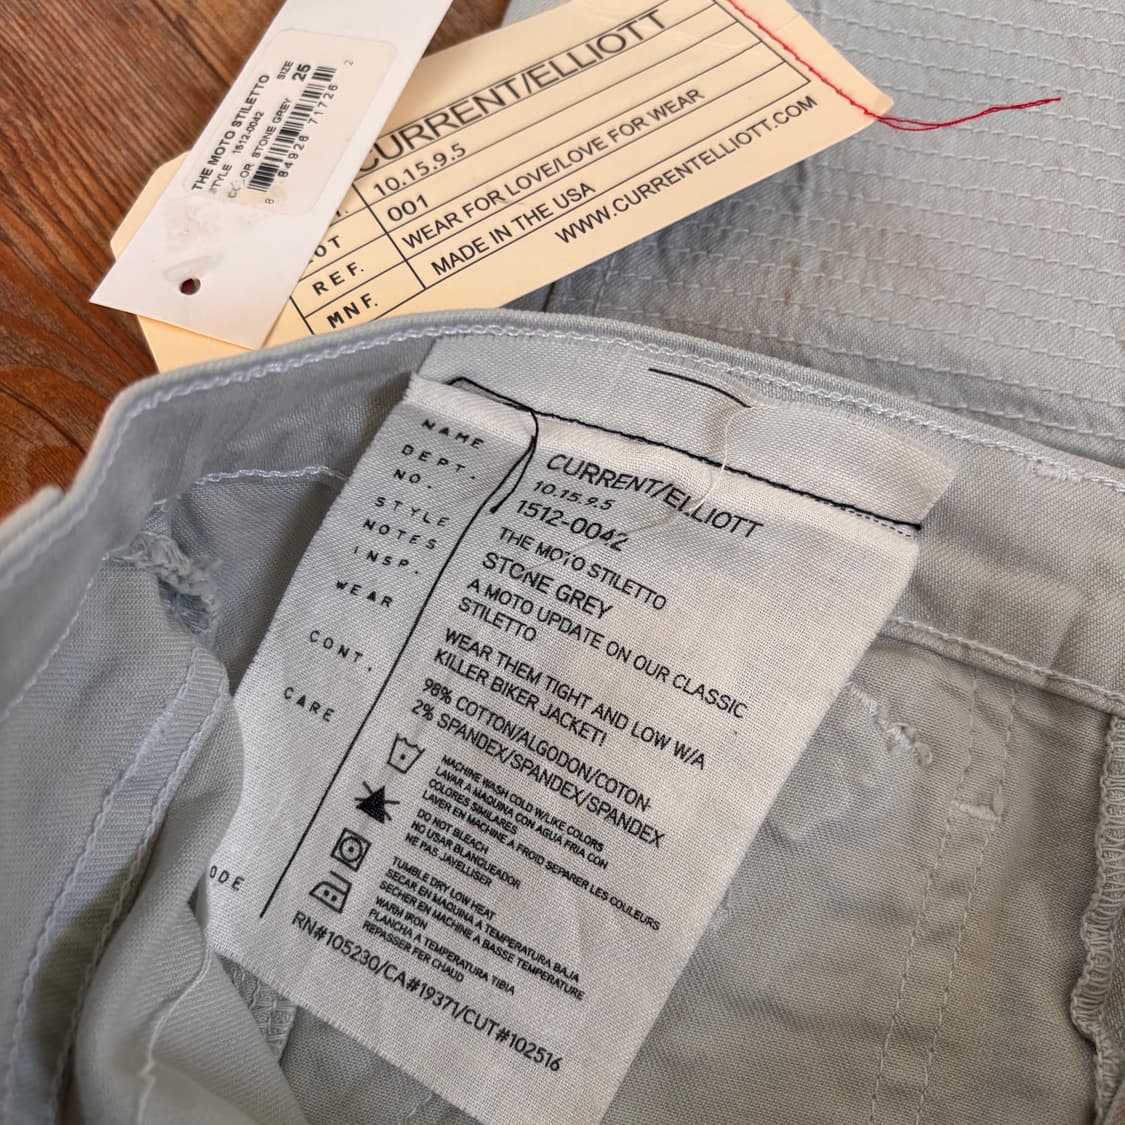 THE MOTO STILETTO
STYLE 1512-0042 SIZE
COLOR STONE GREY 25
8 84926 71726 2
CURRENT/ELLIOTT
10.15.9.5
LOT 001
REF. WEAR FOR LOVE/LOVE FOR WEAR
MNF. MADE IN THE USA
WWW.CURRENTELLIOTT.COM
NAME CURRENT/ELLIOTT
DEPT. 10.15.9.5
NO. 1512-0042
STYLE THE MOTO STILETTO
NOTES STONE GREY
INSP. A MOTO UPDATE ON OUR CLASSIC
STILETTO
WEAR WEAR THEM TIGHT AND LOW W/A
KILLER BIKER JACKET!
CONT. 98% COTTON/ALGODON/COTON-
2% SPANDEX/SPANDEX/SPANDEX
CARE MACHINE WASH COLD W/LIKE COLORS
LAVAR A MAQUINA CON AGUA FRIA CON
COLORES SIMILARES
LAVER EN MACHINE A FROID SEPARER LES COULEURS
DO NOT BLEACH
NO USAR BLANQUEADOR
NE PAS JAVELLISER
TUMBLE DRY LOW HEAT
SECAR EN MAQUINA A TEMPERATURA BAJA
SECHER EN MACHINE A BASSE TEMPERATURE
WARM IRON
PLANCHA A TEMPERATURA TIBIA
REPASSER FER CHAUD
ODE RN#105230/CA#19371/CUT#102516